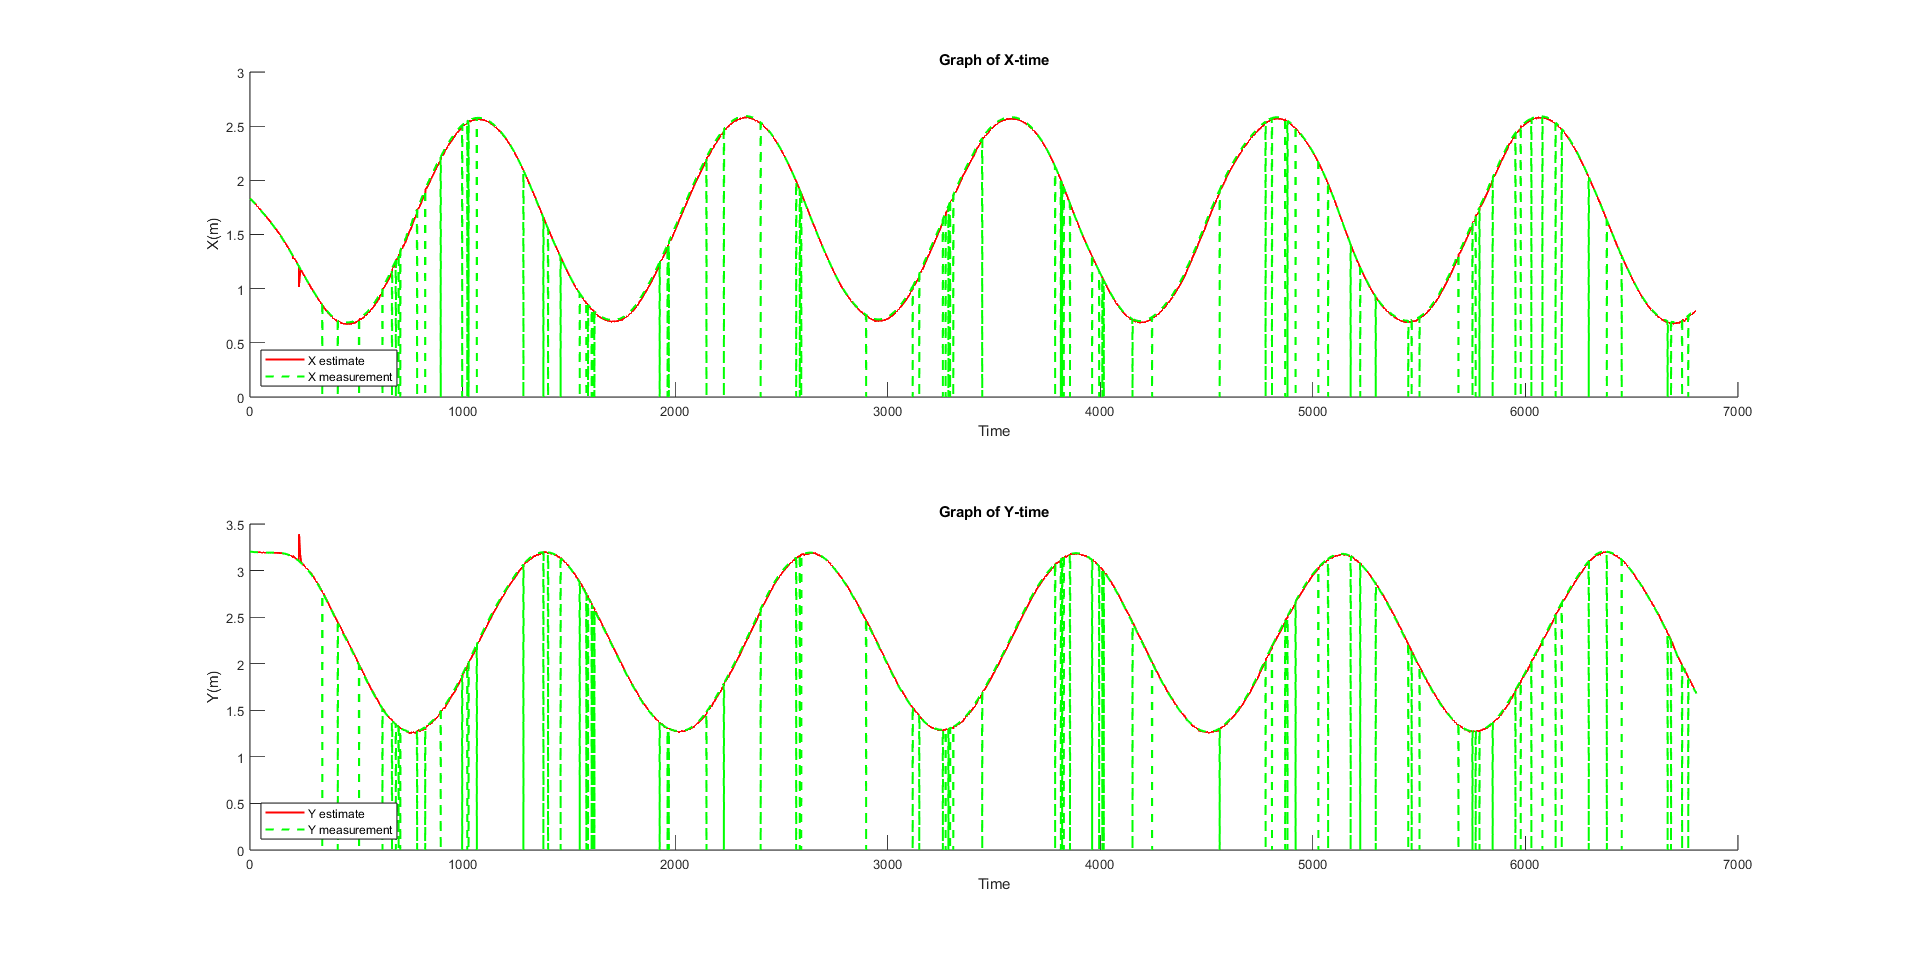 Graph of X-time
3
2.5
2
1.5
1
0.5
0
X(m)
X estimate
X measurement
0 1000 2000 3000 4000 5000 6000 7000
Time
Graph of Y-time
3.5
3
2.5
2
1.5
1
0.5
0
Y(m)
Y estimate
Y measurement
0 1000 2000 3000 4000 5000 6000 7000
Time